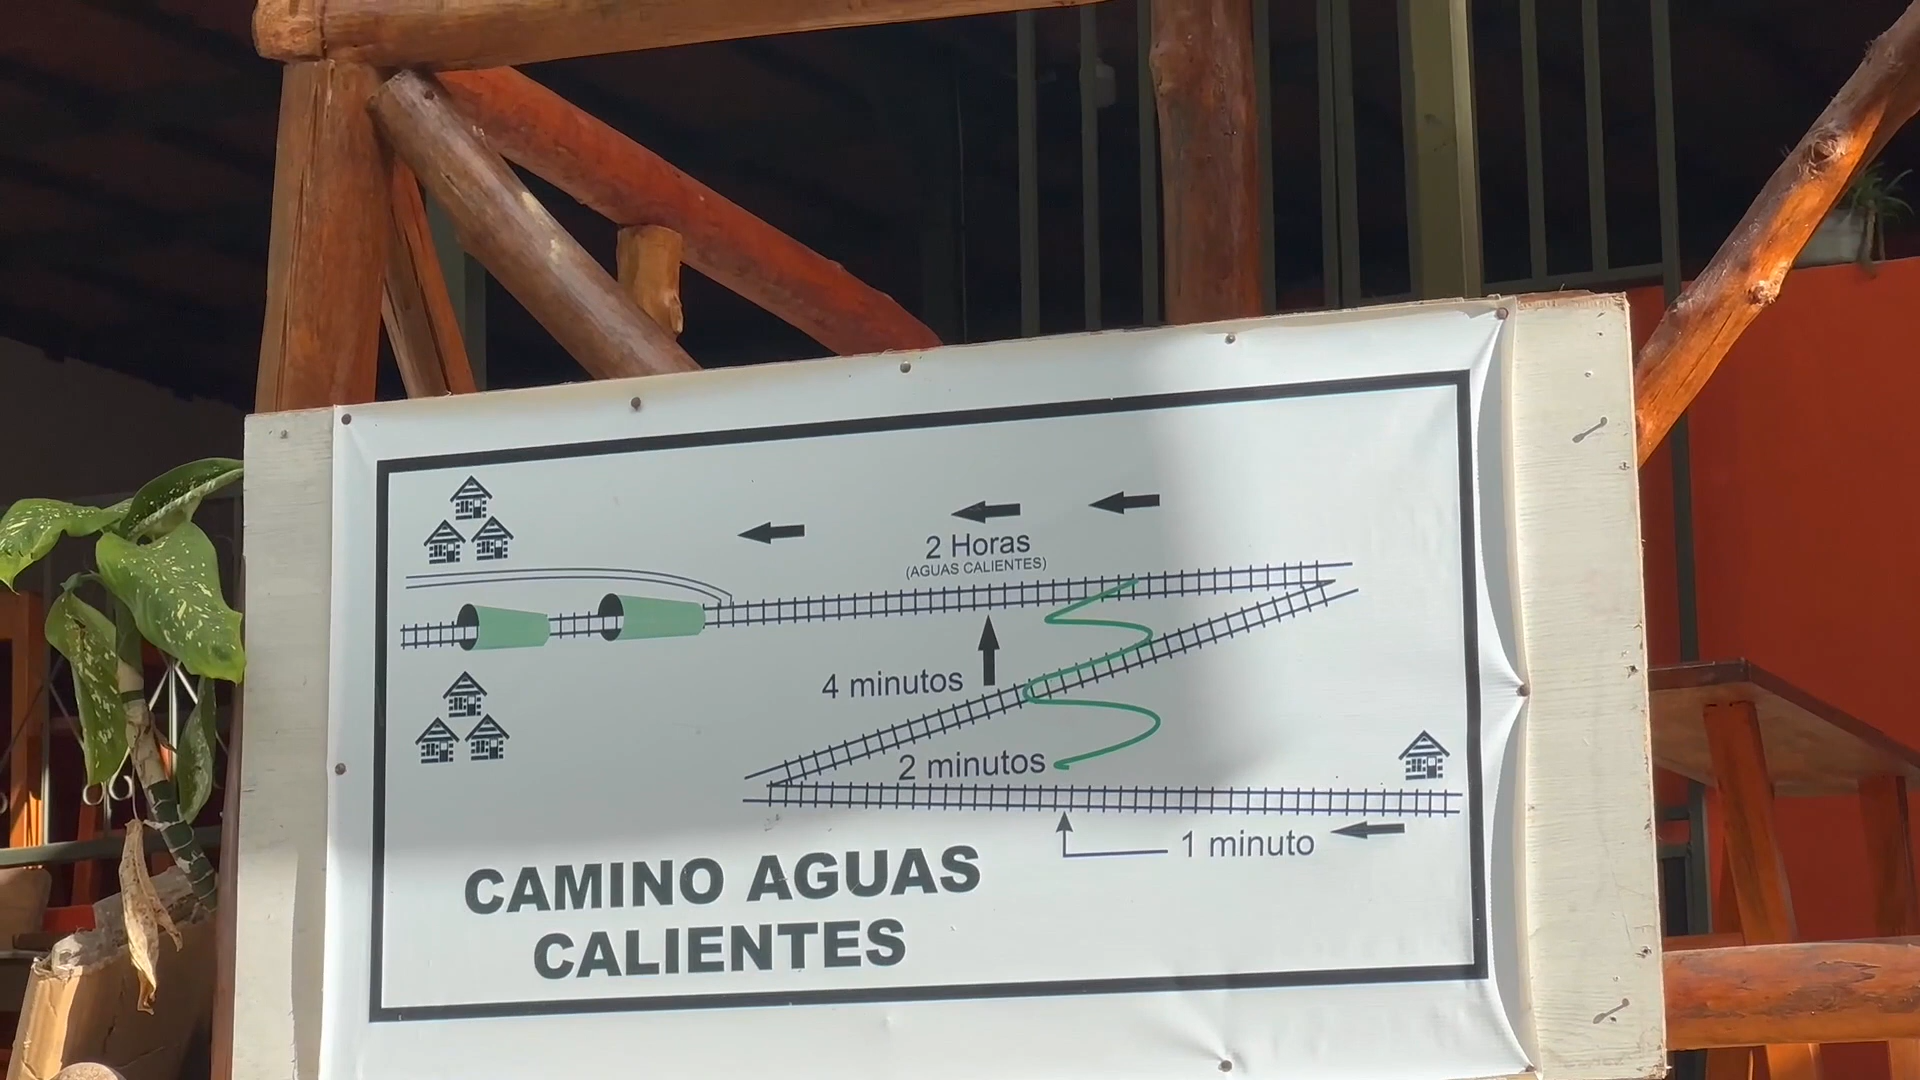 2 Horas
(AGUAS CALIENTES)
4 minutos
2 minutos
1 minuto
CAMINO AGUAS
CALIENTES